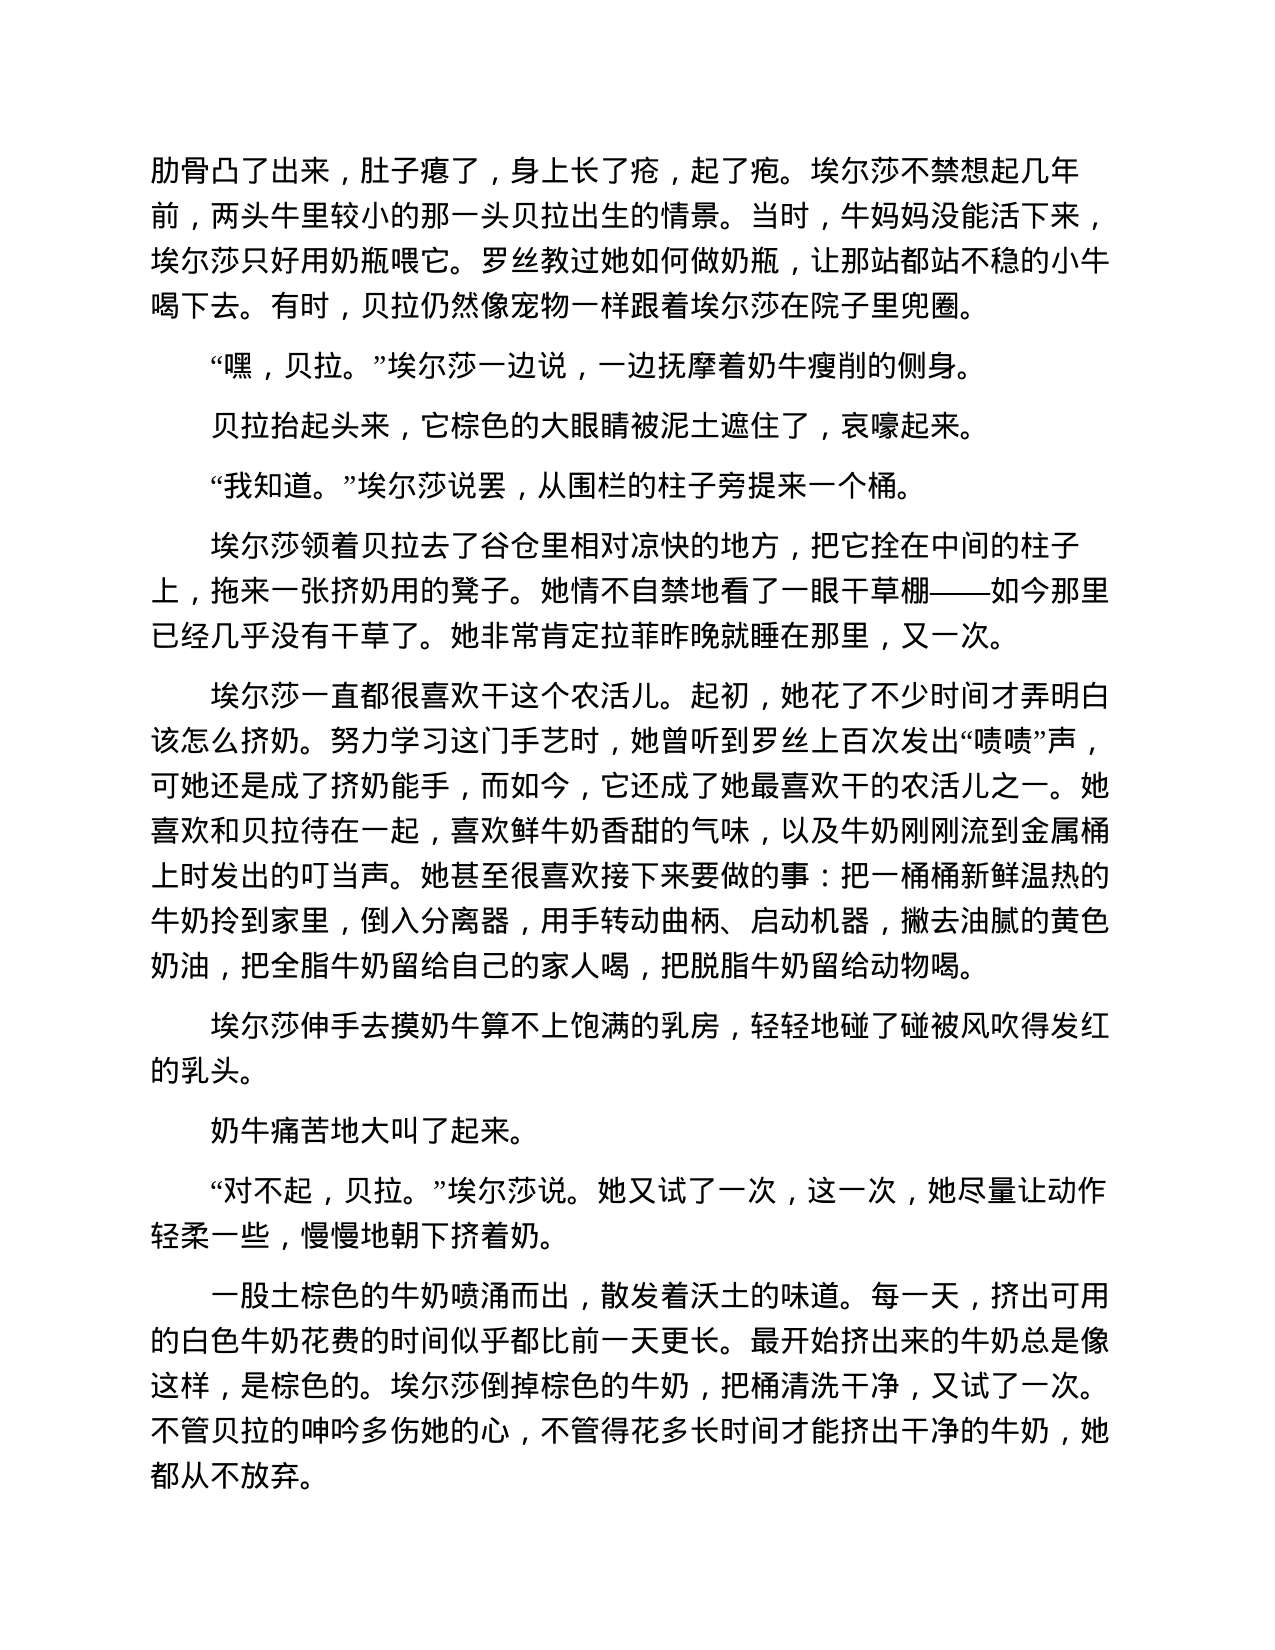 肋骨凸了出来，肚子瘪了，身上长了疮，起了疱。埃尔莎不禁想起几年
前，两头牛里较小的那一头贝拉出生的情景。当时，牛妈妈没能活下来，
埃尔莎只好用奶瓶喂它。罗丝教过她如何做奶瓶，让那站都站不稳的小牛
喝下去。有时，贝拉仍然像宠物一样跟着埃尔莎在院子里兜圈。
“嘿，贝拉。”埃尔莎一边说，一边抚摩着奶牛瘦削的侧身。
贝拉抬起头来，它棕色的大眼睛被泥土遮住了，哀嚎起来。
“我知道。”埃尔莎说罢，从围栏的柱子旁提来一个桶。
埃尔莎领着贝拉去了谷仓里相对凉快的地方，把它拴在中间的柱子
上，拖来一张挤奶用的凳子。她情不自禁地看了一眼干草棚——如今那里
已经几乎没有干草了。她非常肯定拉菲昨晚就睡在那里，又一次。
埃尔莎一直都很喜欢干这个农活儿。起初，她花了不少时间才弄明白
该怎么挤奶。努力学习这门手艺时，她曾听到罗丝上百次发出“啧啧”声，
可她还是成了挤奶能手，而如今，它还成了她最喜欢干的农活儿之一。她
喜欢和贝拉待在一起，喜欢鲜牛奶香甜的气味，以及牛奶刚刚流到金属桶
上时发出的叮当声。她甚至很喜欢接下来要做的事：把一桶桶新鲜温热的
牛奶拎到家里，倒入分离器，用手转动曲柄、启动机器，撇去油腻的黄色
奶油，把全脂牛奶留给自己的家人喝，把脱脂牛奶留给动物喝。
埃尔莎伸手去摸奶牛算不上饱满的乳房，轻轻地碰了碰被风吹得发红
的乳头。
奶牛痛苦地大叫了起来。
“对不起，贝拉。”埃尔莎说。她又试了一次，这一次，她尽量让动作
轻柔一些，慢慢地朝下挤着奶。
一股土棕色的牛奶喷涌而出，散发着沃土的味道。每一天，挤出可用
的白色牛奶花费的时间似乎都比前一天更长。最开始挤出来的牛奶总是像
这样，是棕色的。埃尔莎倒掉棕色的牛奶，把桶清洗干净，又试了一次。
不管贝拉的呻吟多伤她的心，不管得花多长时间才能挤出干净的牛奶，她
都从不放弃。